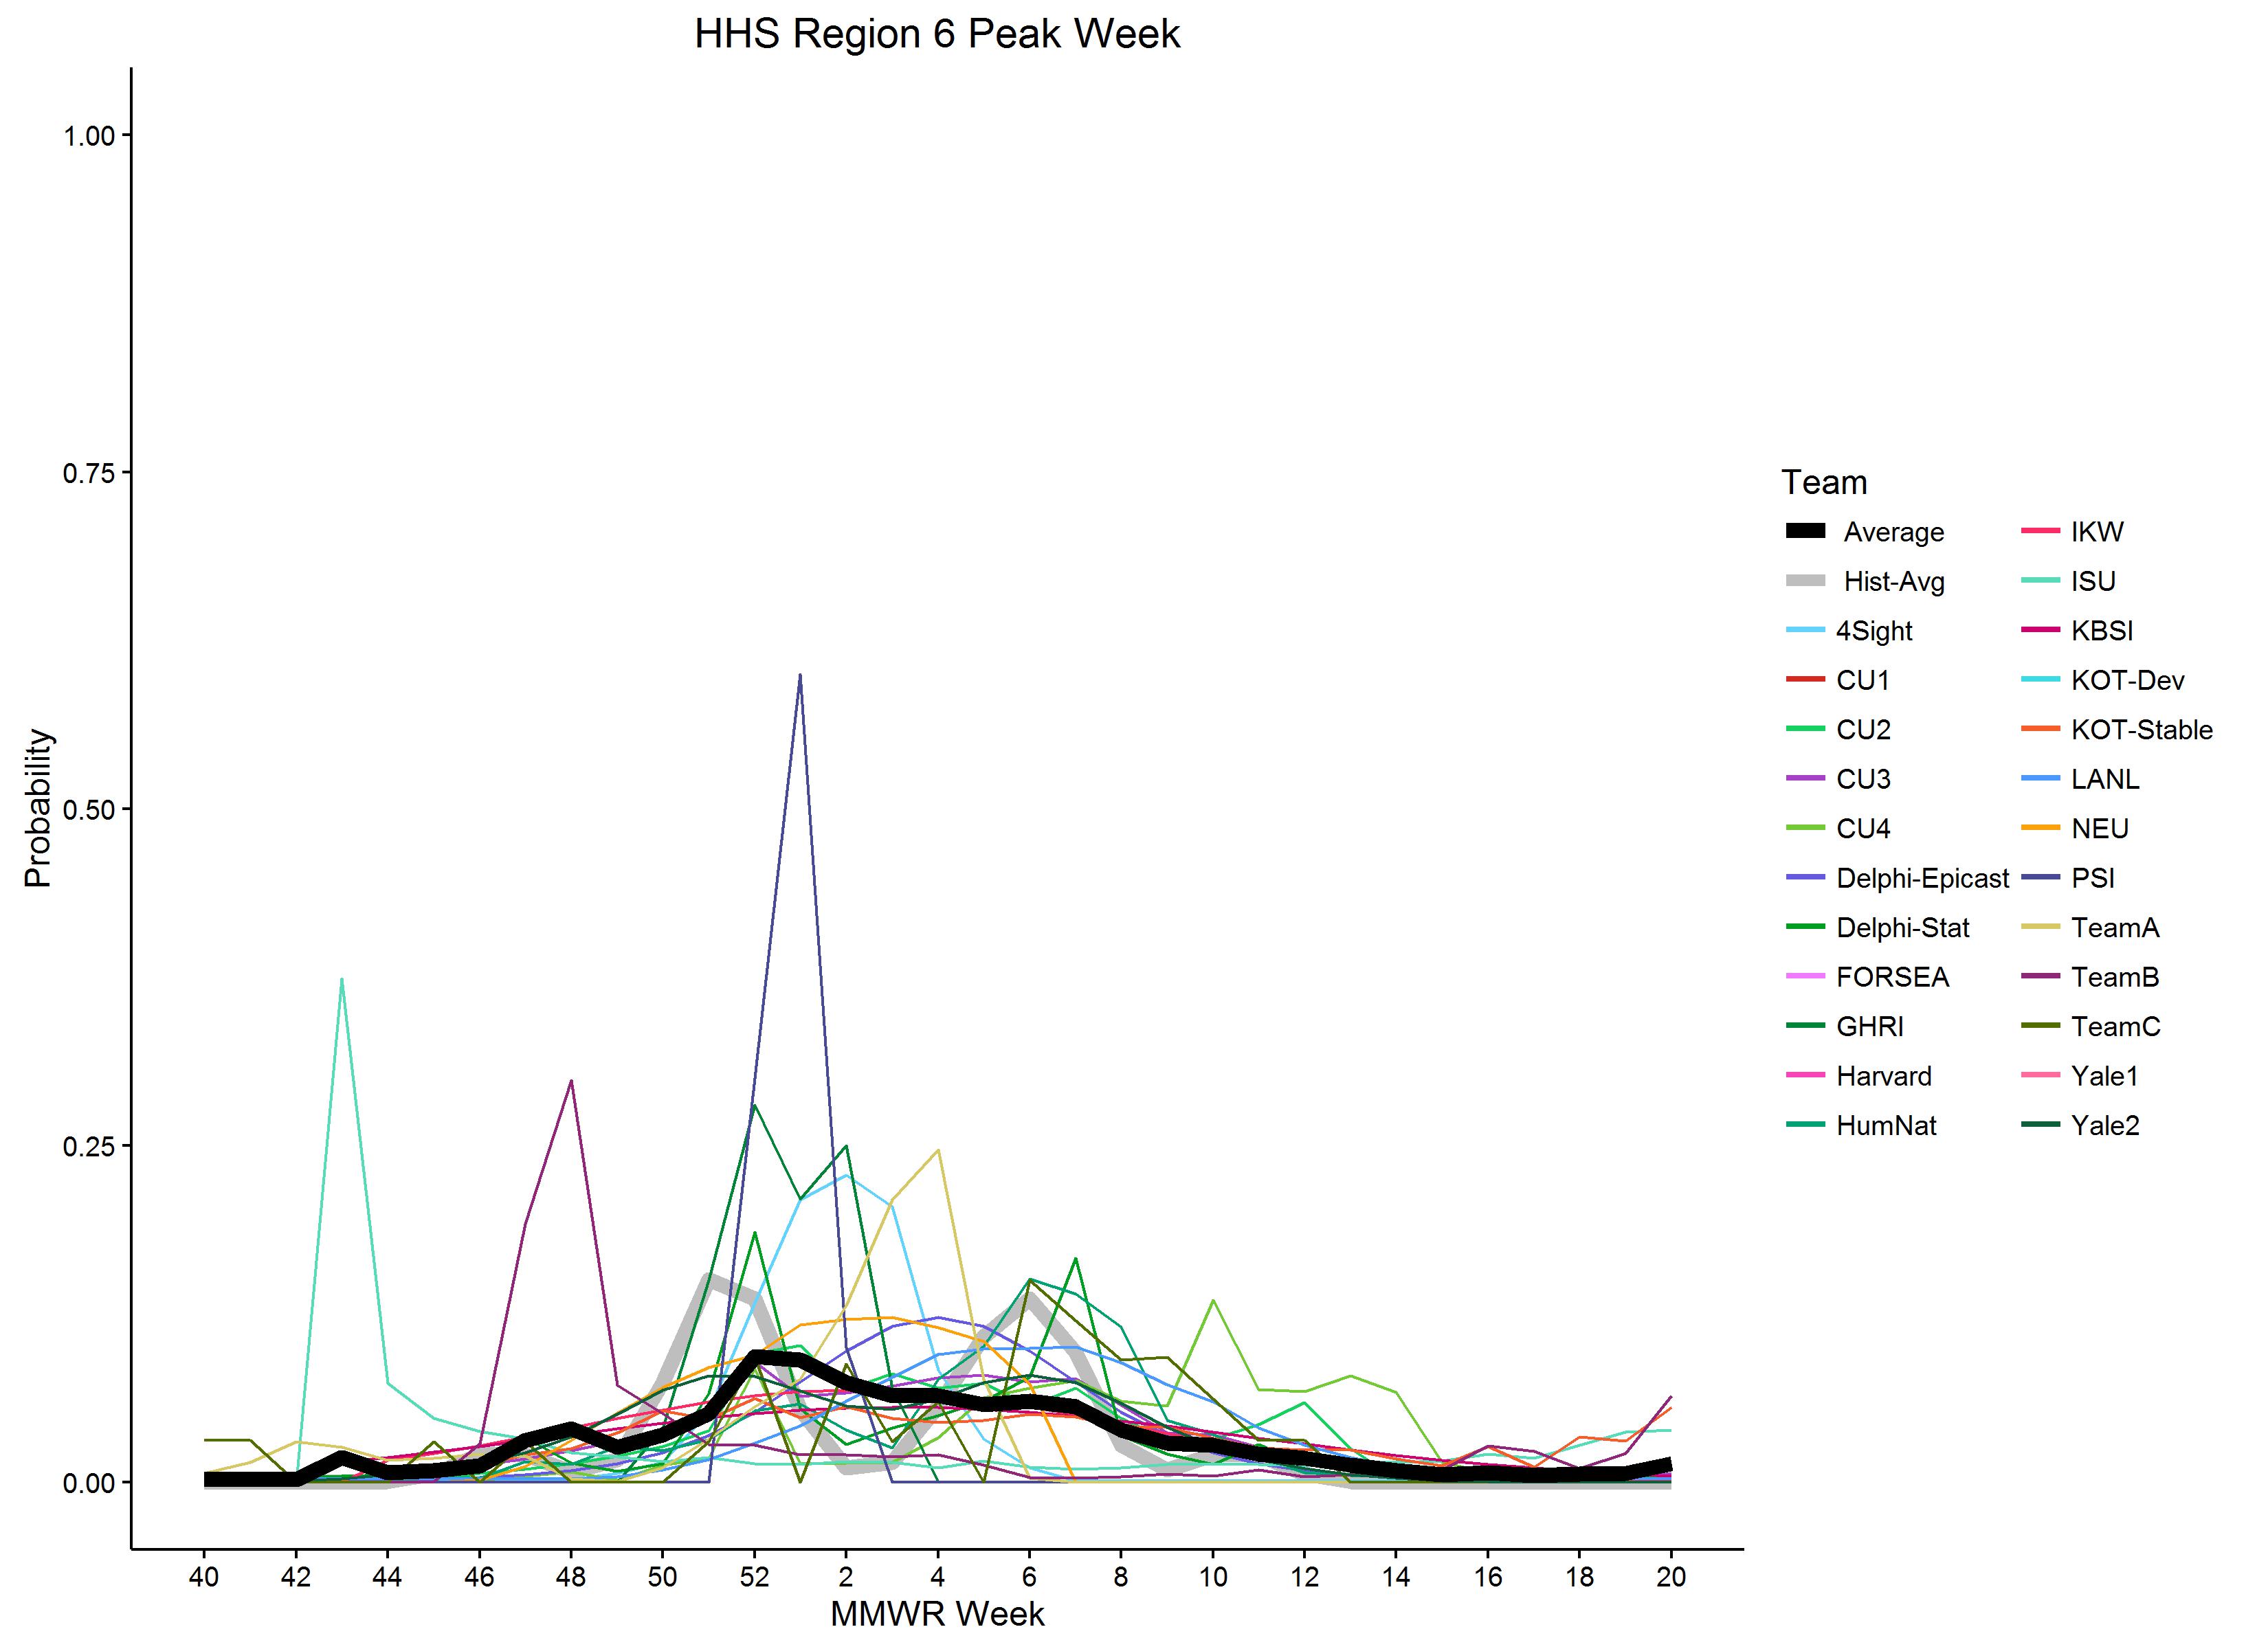 HHS Region 6 Peak Week
1.00
0.75
0.50
0.25
0.00
Probability
40 42 44 46 48 50 52 2 4 6 8 10 12 14 16 18 20
MMWR Week
Team
Average
Hist-Avg
4Sight
CU1
CU2
CU3
CU4
Delphi-Epicast
Delphi-Stat
FORSEA
GHRI
Harvard
HumNat
IKW
ISU
KBSI
KOT-Dev
KOT-Stable
LANL
NEU
PSI
TeamA
TeamB
TeamC
Yale1
Yale2